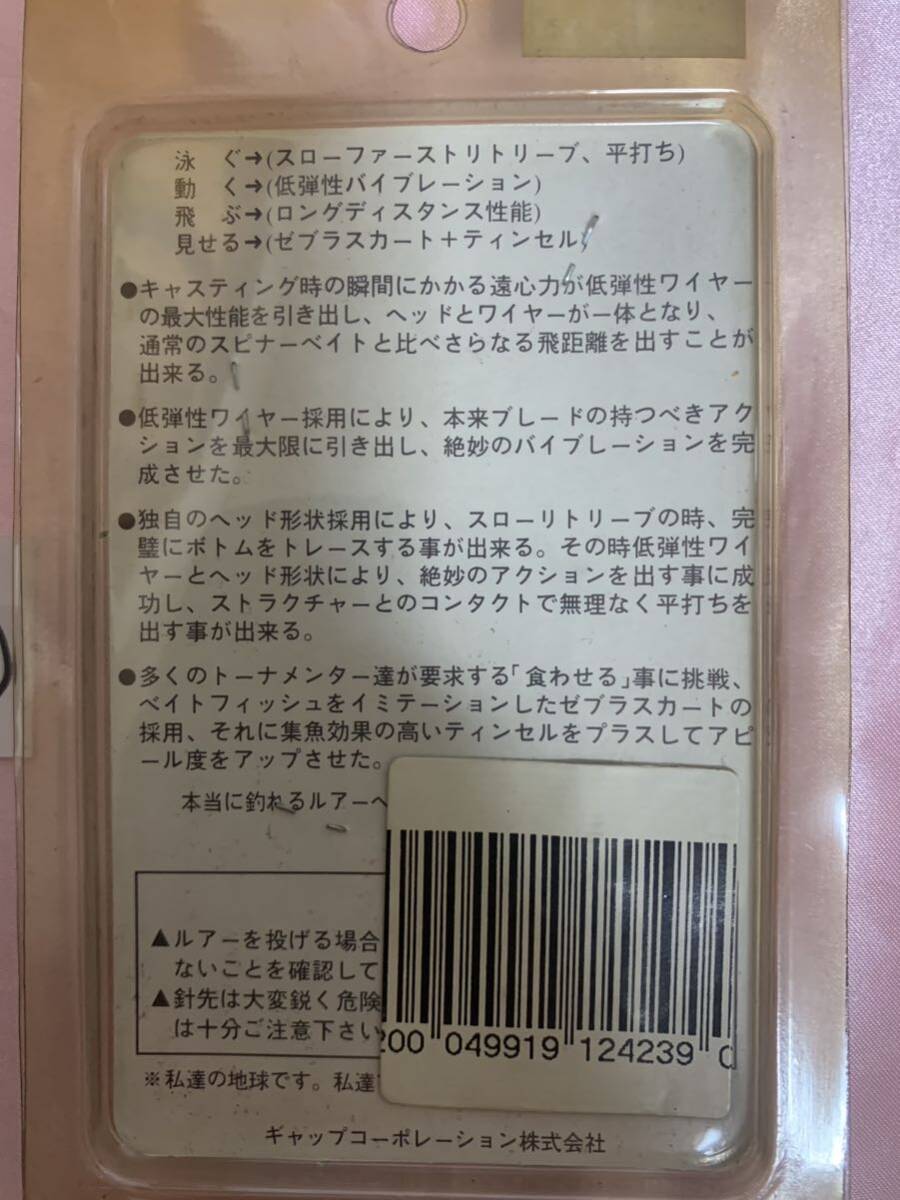 泳　ぐ➔(スローファーストリトリーブ、平打ち)
動　く➔(低弾性バイブレーション)
飛　ぶ➔(ロングディスタンス性能)
見せる➔(ゼブラスカート＋ティンセル)
●キャスティング時の瞬間にかかる遠心力が低弾性ワイヤー
の最大性能を引き出し、ヘッドとワイヤーが一体となり、
通常のスピナーベイトと比べさらなる飛距離を出すことが
出来る。
●低弾性ワイヤー採用により、本来ブレードの持つべきアク
ションを最大限に引き出し、絶妙のバイブレーションを完
成させた。
●独自のヘッド形状採用により、スローリトリーブの時、完
璧にボトムをトレースする事が出来る。その時低弾性ワイ
ヤーとヘッド形状により、絶妙のアクションを出す事に成
功し、ストラクチャーとのコンタクトで無理なく平打ちを
出す事が出来る。
●多くのトーナメンター達が要求する「食わせる」事に挑戦、
ベイトフィッシュをイミテーションしたゼブラスカートの
採用、それに集魚効果の高いティンセルをプラスしてアピ
ール度をアップさせた。
本当に釣れるルアーへ
▲ルアーを投げる場合
ないことを確認して
▲針先は大変鋭く危険
は十分ご注意下さい
※私達の地球です。私達
00 049919 124239
ギャップコーポレーション株式会社